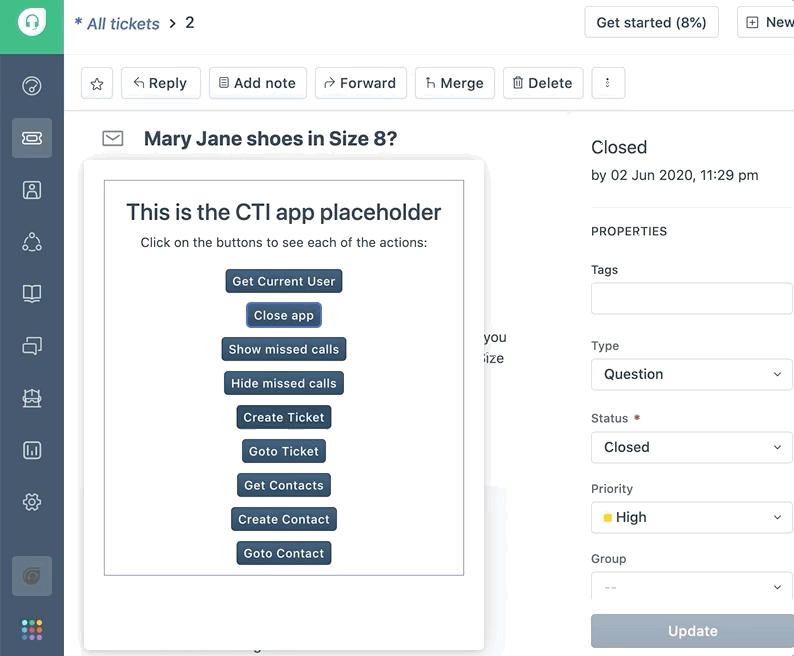 * All tickets > 2
Get started (8%)
New
Reply
Add note
Forward
Merge
Delete
Mary Jane shoes in Size 8?
This is the CTI app placeholder
Click on the buttons to see each of the actions:
Get Current User
Close app
Show missed calls
Hide missed calls
Create Ticket
Goto Ticket
Get Contacts
Create Contact
Goto Contact
you
Size
Closed
by 02 Jun 2020, 11:29 pm
PROPERTIES
Tags
Type
Question
Status *
Closed
Priority
High
Group
--
Update